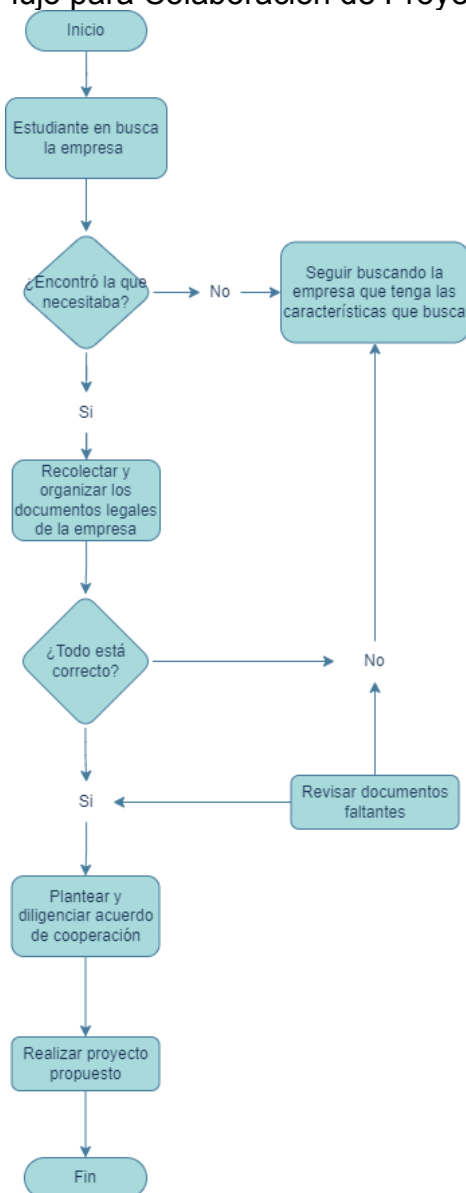 para Colaboración de
Inicio
Estudiante en busca
la empresa
¿Encontró la que
necesitaba?
No
Seguir buscando la
empresa que tenga las
características que busca
Si
Recolectar y
organizar los
documentos legales
de la empresa
¿Todo está
correcto?
No
Revisar documentos
faltantes
Si
Plantear y
diligenciar acuerdo
de cooperación
Realizar proyecto
propuesto
Fin